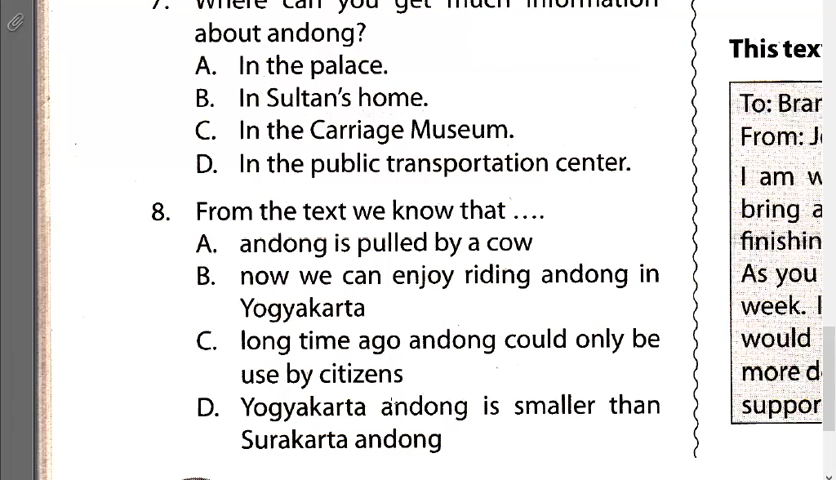 7. Where can you get much information
about andong?
A. In the palace.
B. In Sultan's home.
C. In the Carriage Museum.
D. In the public transportation center.
8. From the text we know that ....
A. andong is pulled by a cow
B. now we can enjoy riding andong in
Yogyakarta
C. long time ago andong could only be
use by citizens
D. Yogyakarta andong is smaller than
Surakarta andong
This tex
To: Brar
From: J
I am w
bring a
finishin
As you
week. I
would
more d
suppor